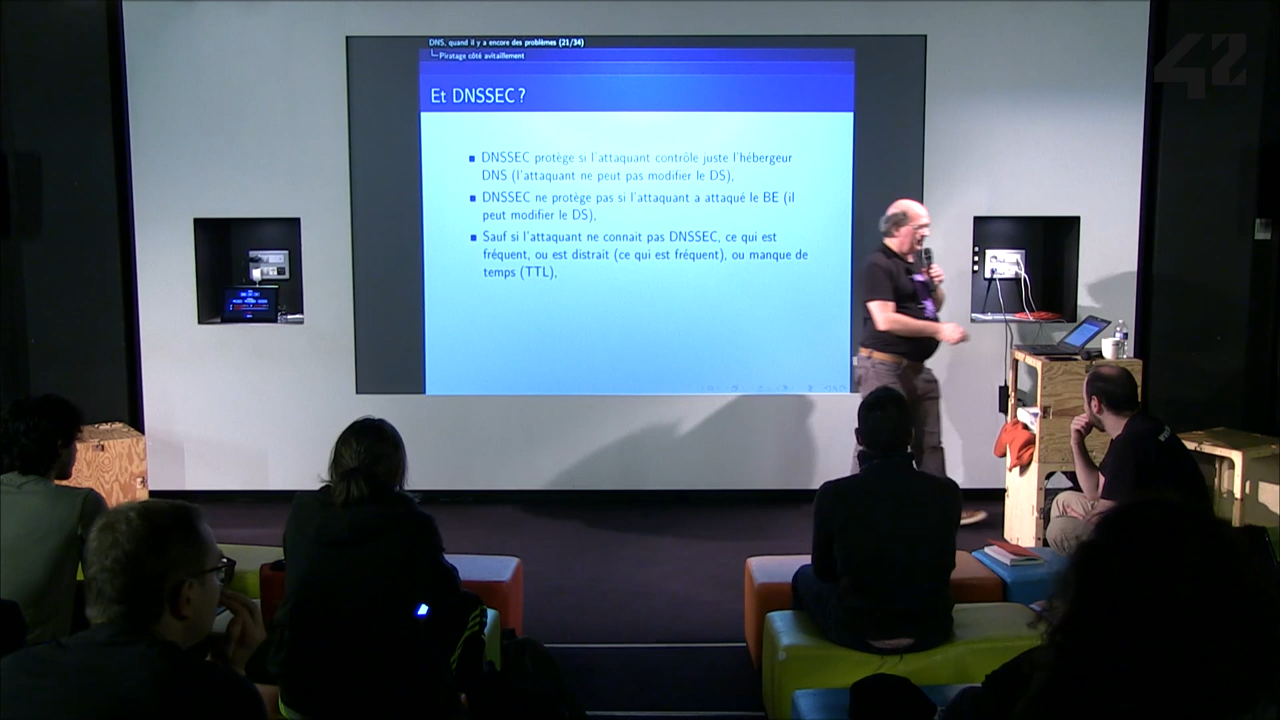 DNS, quand il y a encore des problèmes (21/34)
Piratage côté avitaillement
Et DNSSEC ?
DNSSEC protège si l'attaquant contrôle juste l'hébergeur
DNS (l'attaquant ne peut pas modifier le DS),
DNSSEC ne protège pas si l'attaquant a attaqué le BE (il
peut modifier le DS),
Sauf si l'attaquant ne connait pas DNSSEC, ce qui est
fréquent, ou est distrait (ce qui est fréquent), ou manque de
temps (TTL),
42